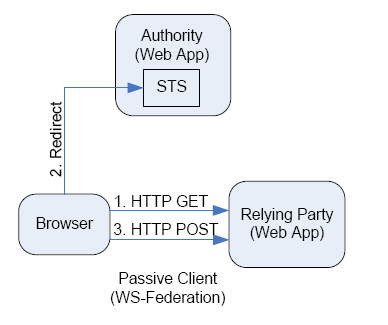 Authority
(Web App)
STS
2. Redirect
1. HTTP GET
Browser
3. HTTP POST
Relying Party
(Web App)
Passive Client
(WS-Federation)